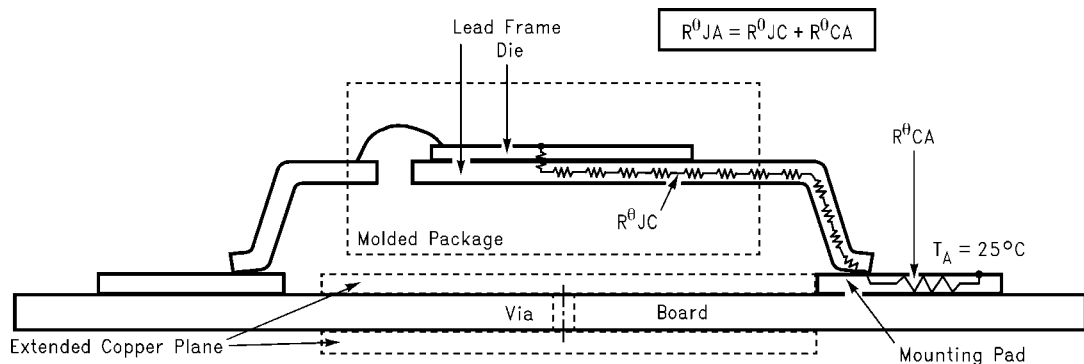 Lead Frame
Die
RθJA = RθJC + RθCA
RθCA
RθJC
Molded Package
TA = 25°C
Via
Board
Extended Copper Plane
Mounting Pad